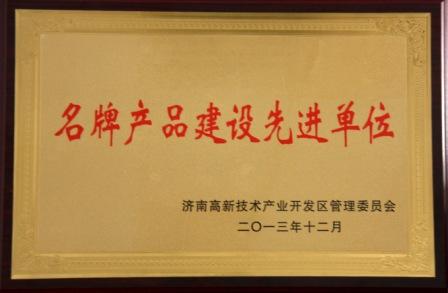 名牌产品建设先进单位
济南高新技术产业开发区管理委员会
二〇一三年十二月